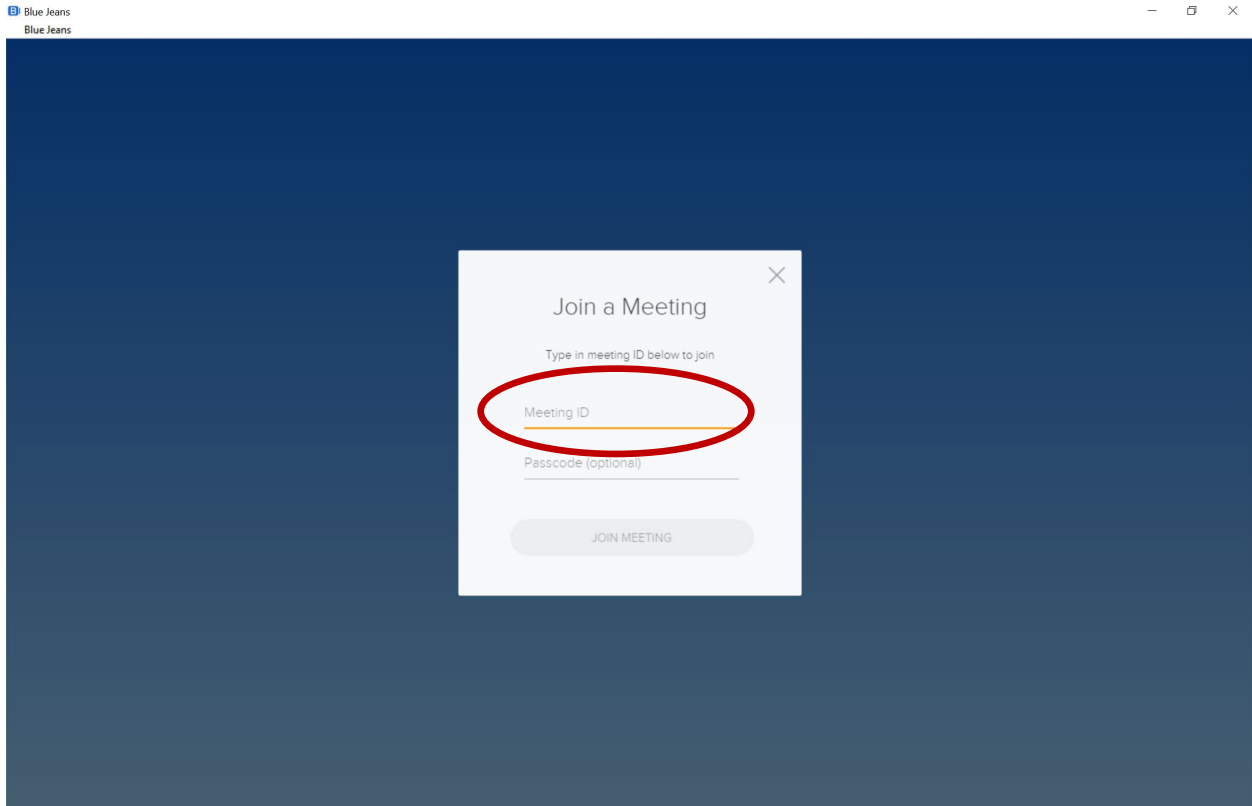 Blue Jeans
Blue Jeans
Join a Meeting
Type in meeting ID below to join
Meeting ID
Passcode (optional)
JOIN MEETING